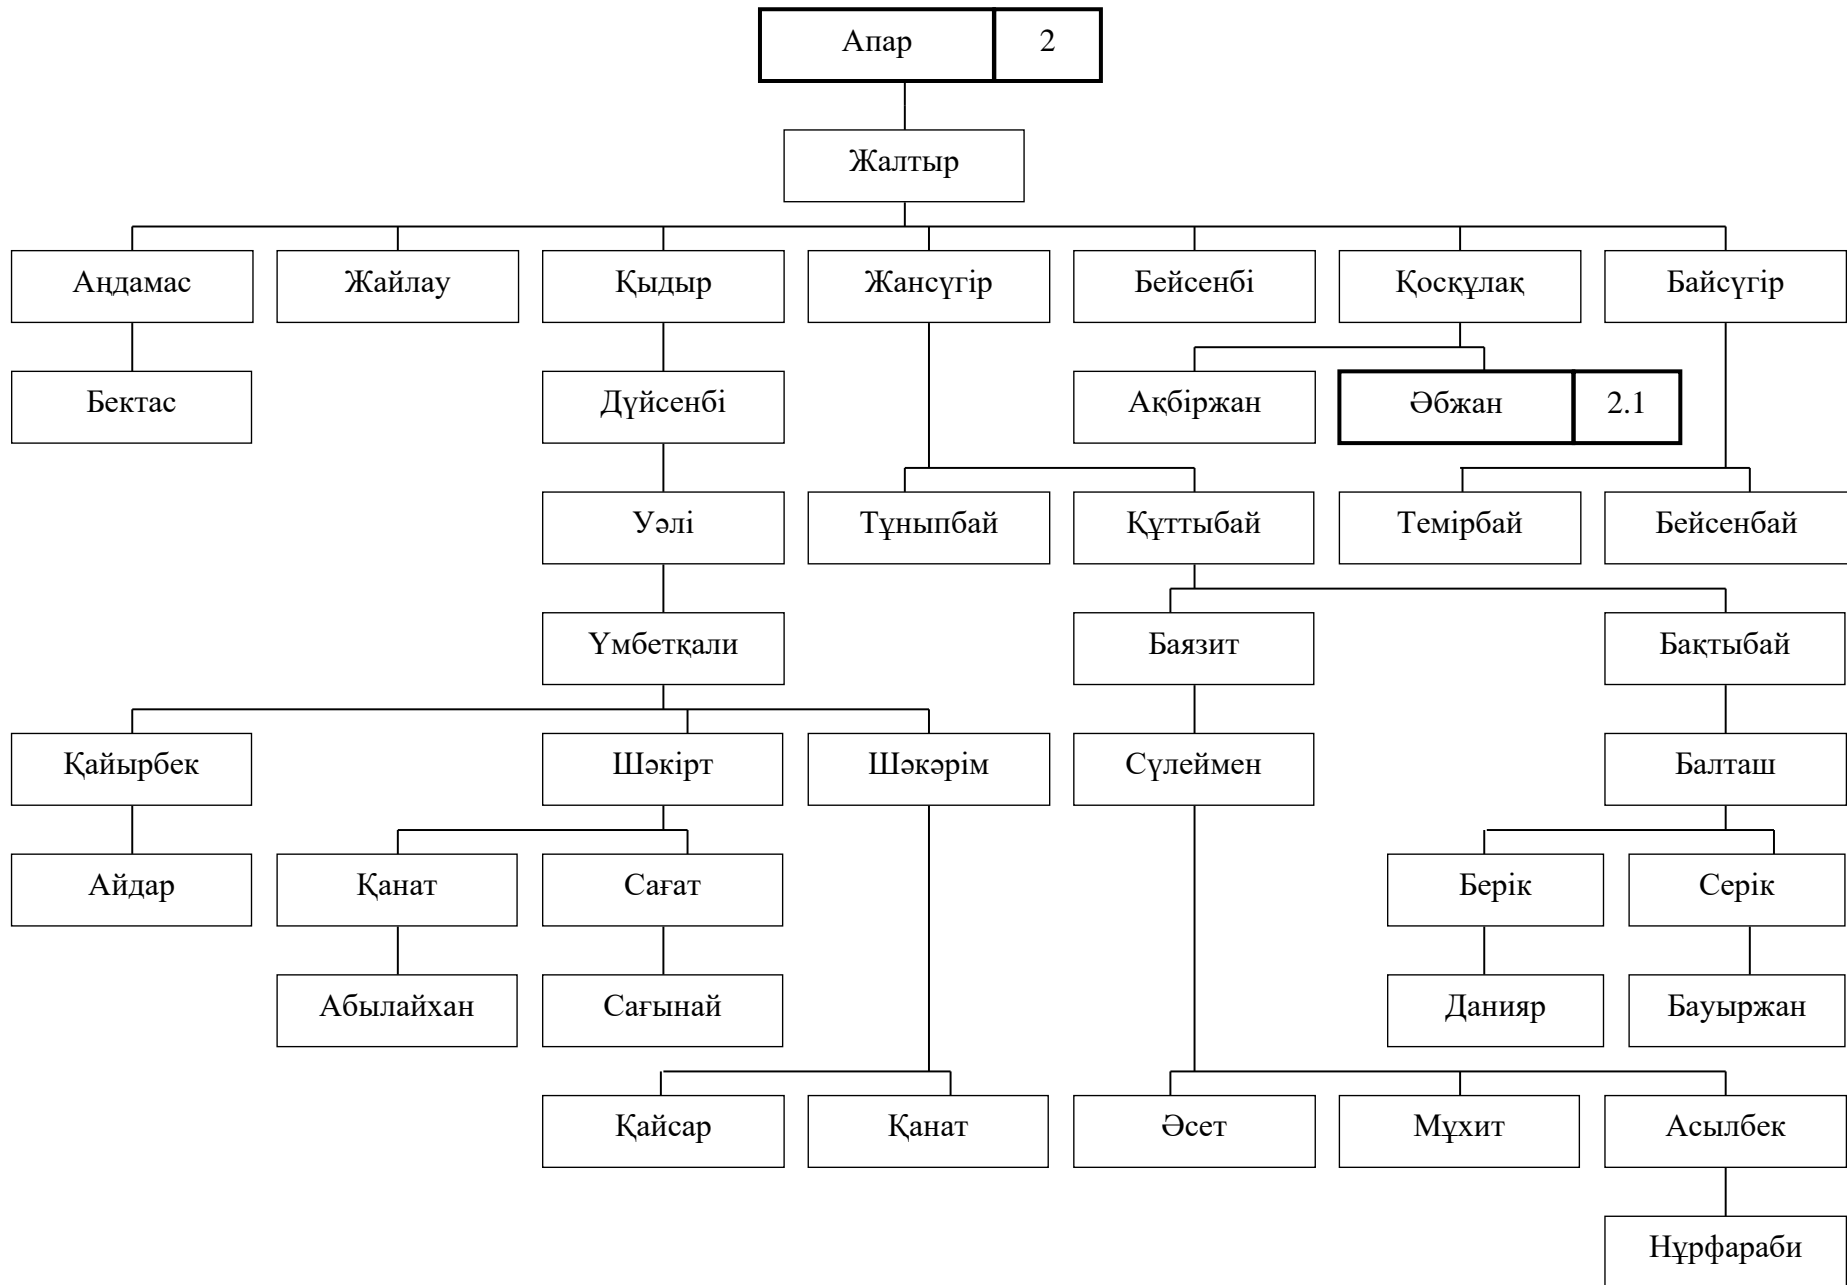 Апар 2
Жалтыр
Аңдамас Жайлау Қыдыр Жансүгір Бейсенбі Қосқұлақ Байсүгір
Бектас Дүйсенбі Ақбіржан Әбжан 2.1
Уәлі Тұныпбай Құттыбай Темірбай Бейсенбай
Үмбетқали Баязит Бақтыбай
Қайырбек Шәкірт Шәкәрім Сүлеймен Балташ
Айдар Қанат Сағат Берік Серік
Абылайхан Сағынай Данияр Бауыржан
Қайсар Қанат Әсет Мұхит Асылбек
Нұрфараби